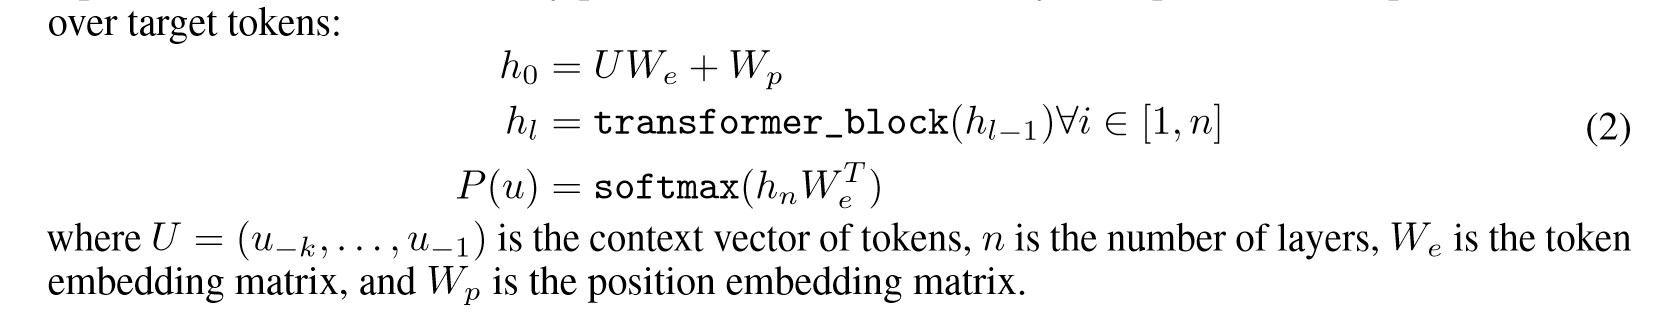 over target tokens:
h_0 = UW_e + W_p
h_l = transformer_block(h_{l−1})∀i ∈ [1, n]
(2)
P(u) = softmax(h_n W_e^T)
where U = (u_{−k}, . . . , u_{−1}) is the context vector of tokens, n is the number of layers, W_e is the token
embedding matrix, and W_p is the position embedding matrix.